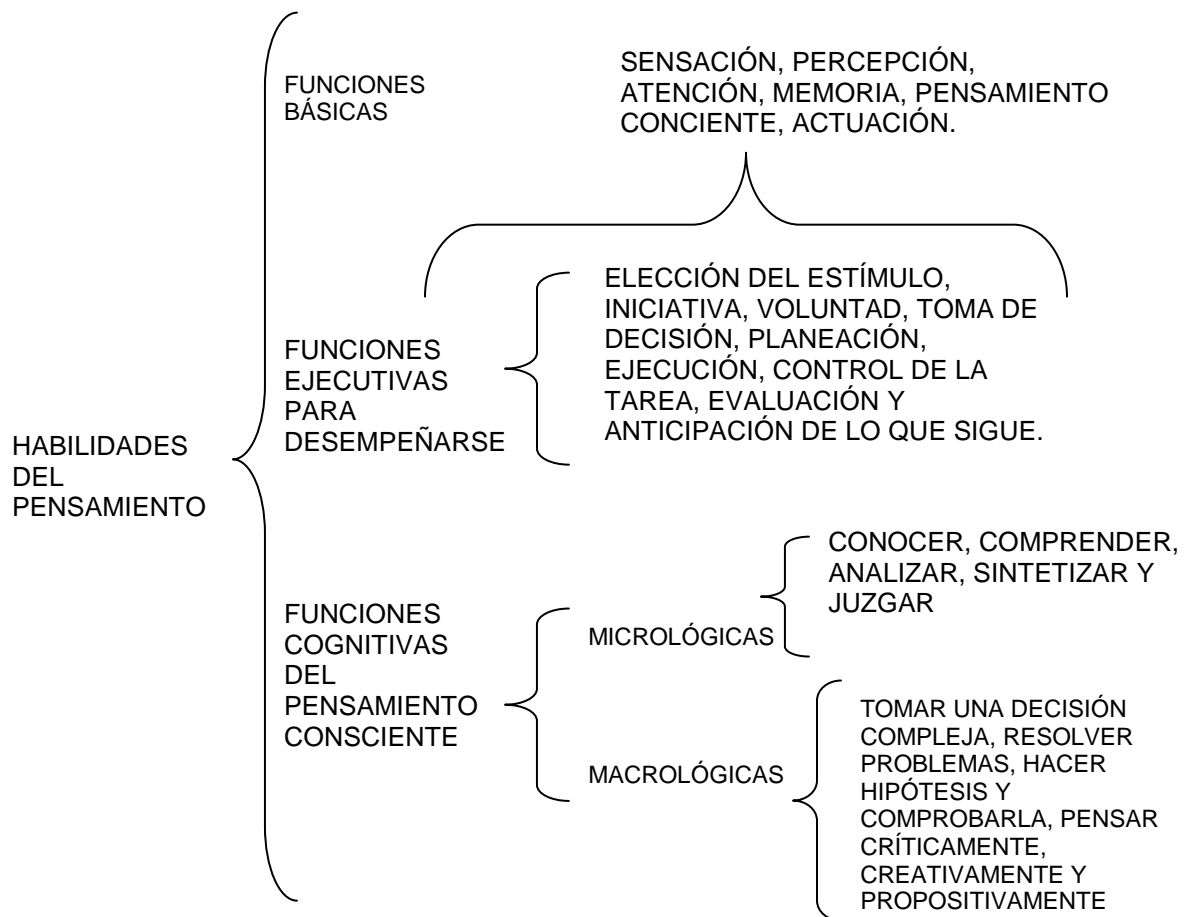 FUNCIONES
BÁSICAS
SENSACIÓN, PERCEPCIÓN,
ATENCIÓN, MEMORIA, PENSAMIENTO
CONCIENTE, ACTUACIÓN.
HABILIDADES
DEL
PENSAMIENTO
FUNCIONES
EJECUTIVAS
PARA
DESEMPEÑARSE
ELECCIÓN DEL ESTÍMULO,
INICIATIVA, VOLUNTAD, TOMA DE
DECISIÓN, PLANEACIÓN,
EJECUCIÓN, CONTROL DE LA
TAREA, EVALUACIÓN Y
ANTICIPACIÓN DE LO QUE SIGUE.
FUNCIONES
COGNITIVAS
DEL
PENSAMIENTO
CONSCIENTE
MICROLÓGICAS
CONOCER, COMPRENDER,
ANALIZAR, SINTETIZAR Y
JUZGAR
MACROLÓGICAS
TOMAR UNA DECISIÓN
COMPLEJA, RESOLVER
PROBLEMAS, HACER
HIPÓTESIS Y
COMPROBARLA, PENSAR
CRÍTICAMENTE,
CREATIVAMENTE Y
PROPOSITIVAMENTE